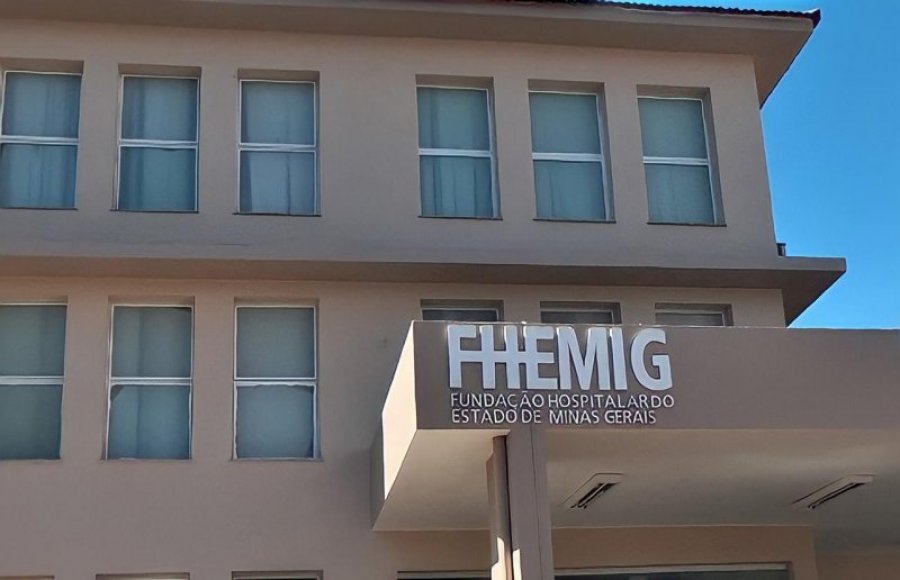 FHEMIG
FUNDAÇÃO HOSPITALAR DO
ESTADO DE MINAS GERAIS